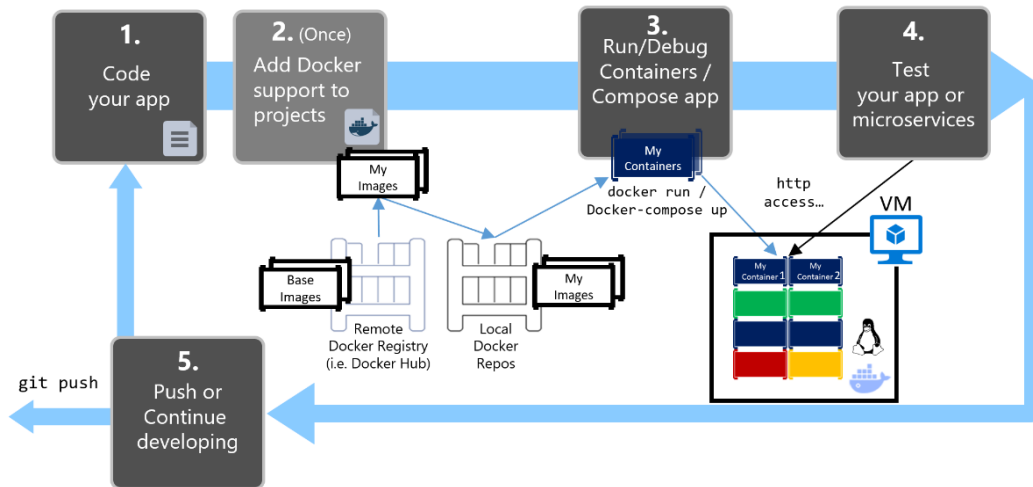 1.
Code
your app
2. (Once)
Add Docker
support to
projects
3.
Run/Debug
Containers /
Compose app
4.
Test
your app or
microservices
My
Images
My
Containers
docker run /
Docker-compose up
http
access…
VM
Base
Images
My
Images
My
Container 1
My
Container 2
Remote
Docker Registry
(i.e. Docker Hub)
Local
Docker
Repos
5.
Push or
Continue
developing
git push